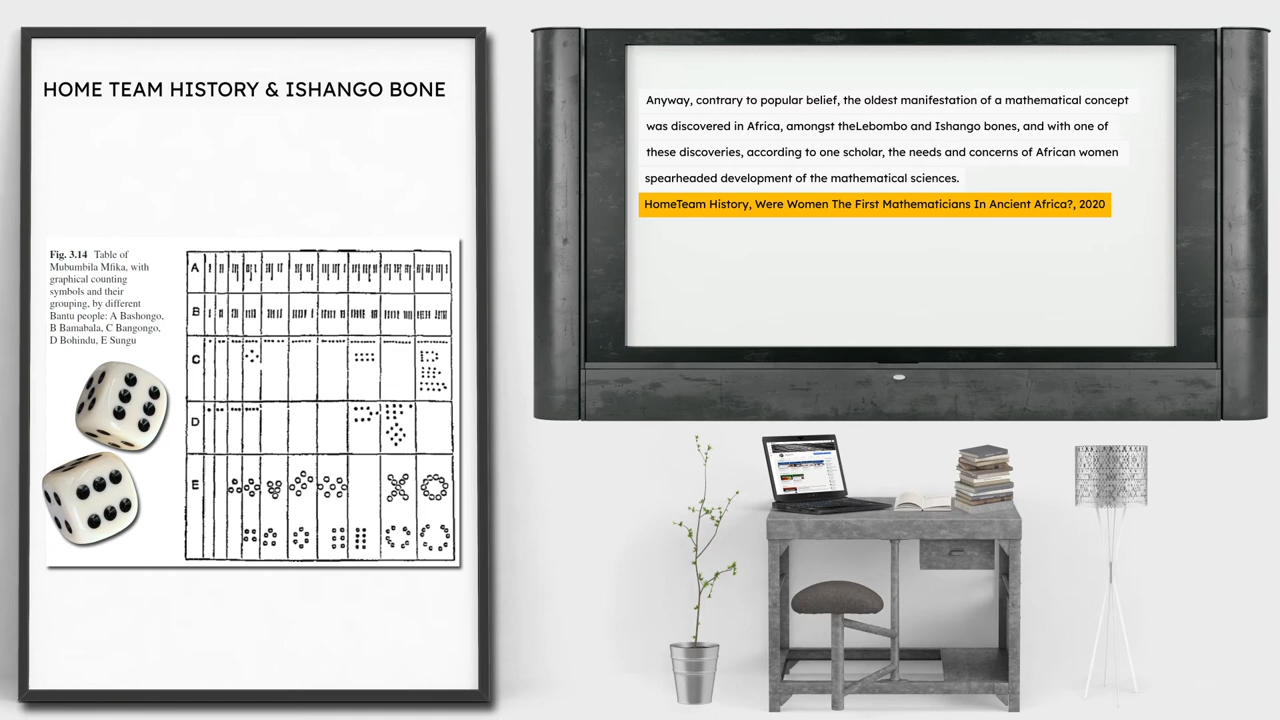 HOME TEAM HISTORY & ISHANGO BONE
Fig. 3.14 Table of
Mubumbila Mfika, with
graphical counting
symbols and their
grouping, by different
Bantu people: A Bashongo,
B Bamabala, C Bangongo,
D Bohindu, E Sungu
A
B
C
D
E
Anyway, contrary to popular belief, the oldest manifestation of a mathematical concept
was discovered in Africa, amongst theLebombo and Ishango bones, and with one of
these discoveries, according to one scholar, the needs and concerns of African women
spearheaded development of the mathematical sciences.
HomeTeam History, Were Women The First Mathematicians In Ancient Africa?, 2020